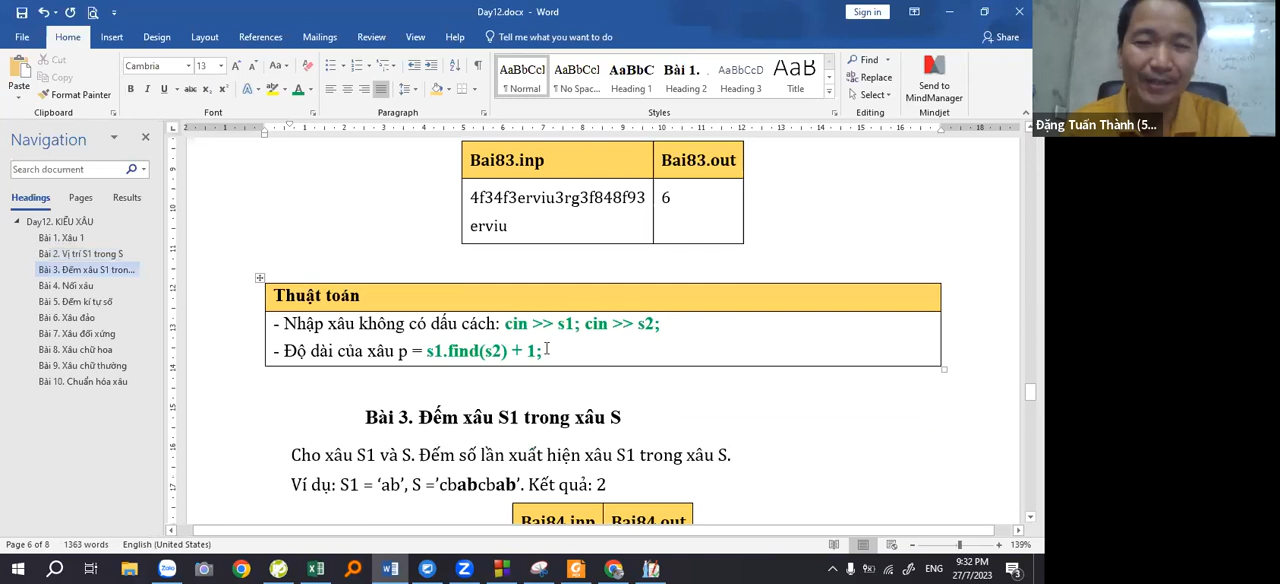 Day12.docx - Word
Sign in
File
Home
Insert
Design
Layout
References
Mailings
Review
View
Help
Tell me what you want to do
Share
Paste
Cut
Copy
Format Painter
Clipboard
Cambria
13
Font
Paragraph
AaBbCcI
¶ Normal
AaBbCcI
¶ No Spac...
AaBbC
Heading 1
Bài 1.
Heading 2
AaBbCcD
Heading 3
AaB
Title
Styles
Find
Replace
Select
Editing
Send to
MindManager
Mindjet
Đặng Tuấn Thành (5...
Navigation
Search document
Headings
Pages
Results
Day12. KIỂU XÂU
Bài 1. Xâu 1
Bài 2. Vị trí S1 trong S
Bài 3. Đếm xâu S1 tron...
Bài 4. Nối xâu
Bài 5. Đếm kí tự số
Bài 6. Xâu đảo
Bài 7. Xâu đối xứng
Bài 8. Xâu chữ hoa
Bài 9. Xâu chữ thường
Bài 10. Chuẩn hóa xâu
Bai83.inp
Bai83.out
4f34f3erviu3rg3f848f93
6
erviu
Thuật toán
- Nhập xâu không có dấu cách: cin >> s1; cin >> s2;
- Độ dài của xâu p = s1.find(s2) + 1;
Bài 3. Đếm xâu S1 trong xâu S
Cho xâu S1 và S. Đếm số lần xuất hiện xâu S1 trong xâu S.
Ví dụ: S1 = ‘ab’, S =’cbabcbab’. Kết quả: 2
Bai84.inp
Bai84.out
Page 6 of 8
1363 words
English (United States)
139%
ENG
9:32 PM
27/7/2023